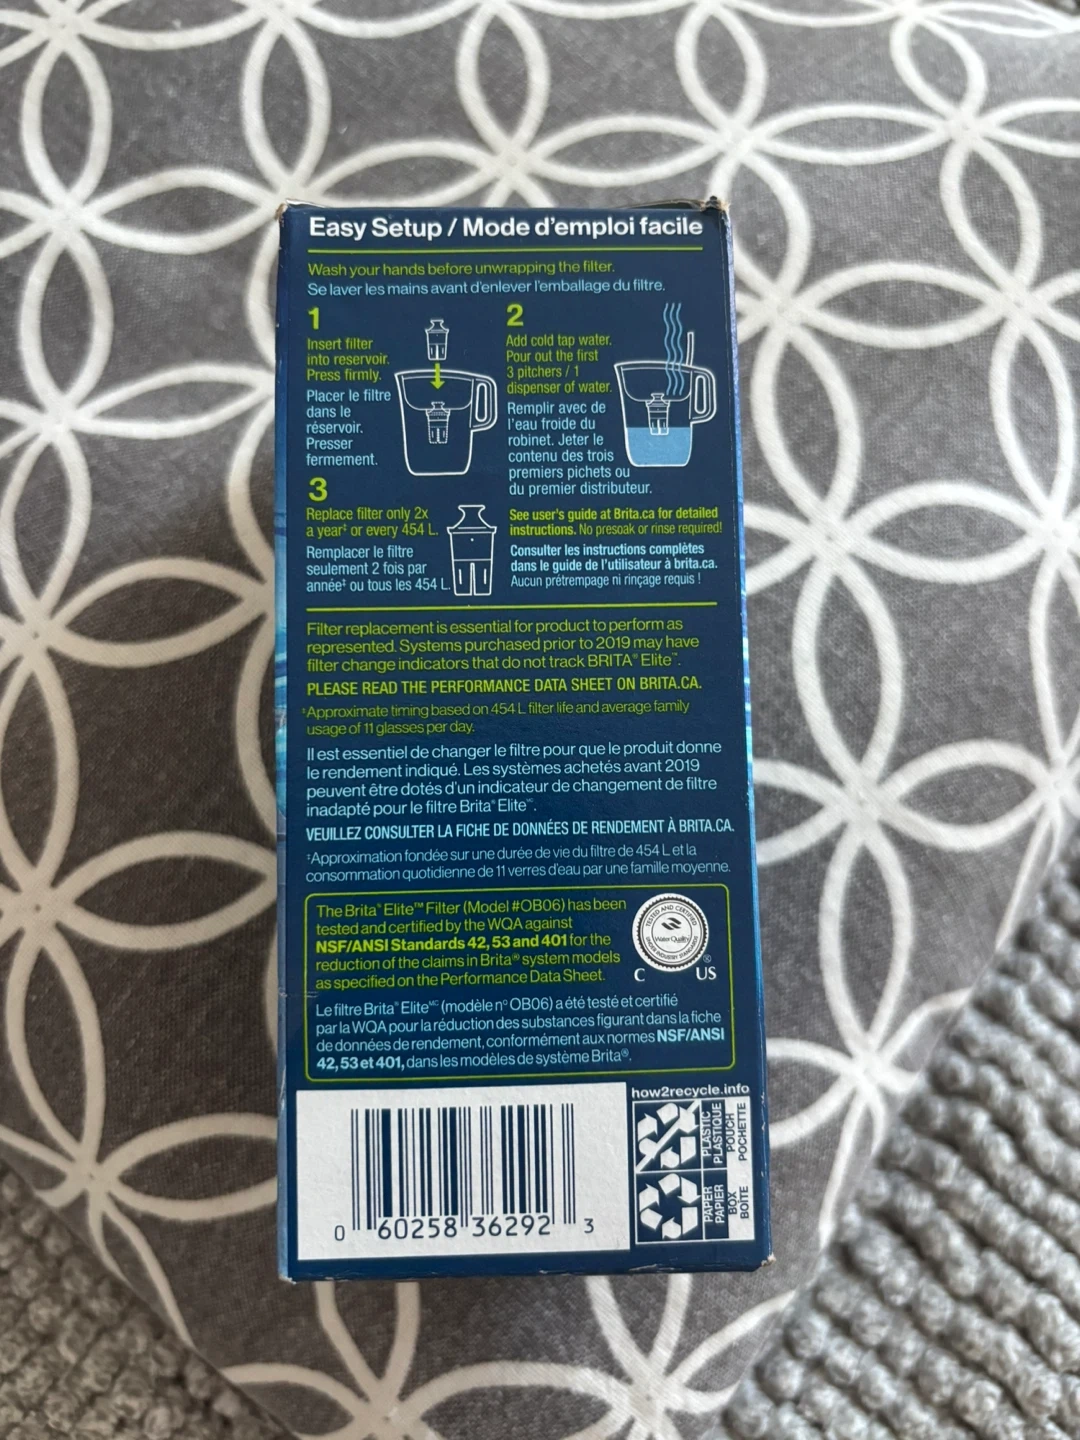 Easy Setup / Mode d'emploi facile
Wash your hands before unwrapping the filter.
Se laver les mains avant d'enlever l'emballage du filtre.
1
Insert filter
into reservoir.
Press firmly.
Placer le filtre
dans le
réservoir.
Presser
fermement.
2
Add cold tap water.
Pour out the first
3 pitchers / 1
dispenser of water.
Remplir avec de
l'eau froide du
robinet. Jeter le
contenu des trois
premiers pichets ou
du premier distributeur.
3
Replace filter only 2x
a year‡ or every 454 L.
Remplacer le filtre
seulement 2 fois par
année‡ ou tous les 454 L.
See user's guide at Brita.ca for detailed
instructions. No presoak or rinse required!
Consulter les instructions complètes
dans le guide de l'utilisateur à brita.ca.
Aucun prétrempage ni rinçage requis !
Filter replacement is essential for product to perform as
represented. Systems purchased prior to 2019 may have
filter change indicators that do not track BRITA® Elite™.
PLEASE READ THE PERFORMANCE DATA SHEET ON BRITA.CA.
‡Approximate timing based on 454 L filter life and average family
usage of 11 glasses per day.
Il est essentiel de changer le filtre pour que le produit donne
le rendement indiqué. Les systèmes achetés avant 2019
peuvent être dotés d'un indicateur de changement de filtre
inadapté pour le filtre Brita® Elite™ᶜ.
VEUILLEZ CONSULTER LA FICHE DE DONNÉES DE RENDEMENT À BRITA.CA.
‡Approximation fondée sur une durée de vie du filtre de 454 L et la
consommation quotidienne de 11 verres d'eau par une famille moyenne.
The Brita® Elite™ Filter (Model #OB06) has been
tested and certified by the WQA against
NSF/ANSI Standards 42, 53 and 401 for the
reduction of the claims in Brita® system models
as specified on the Performance Data Sheet.
TESTED AND CERTIFIED
Water Quality
UNDER INDUSTRY STANDARDS
®
C US
Le filtre Brita® Eliteᴹᶜ (modèle nº OB06) a été testé et certifié
par la WQA pour la réduction des substances figurant dans la fiche
de données de rendement, conformément aux normes NSF/ANSI
42, 53 et 401, dans les modèles de système Brita®.
0 60258 36292 3
how2recycle.info
PLASTIC
PLASTIQUE
POUCH
POCHETTE
PAPER
PAPIER
BOX
BOÎTE